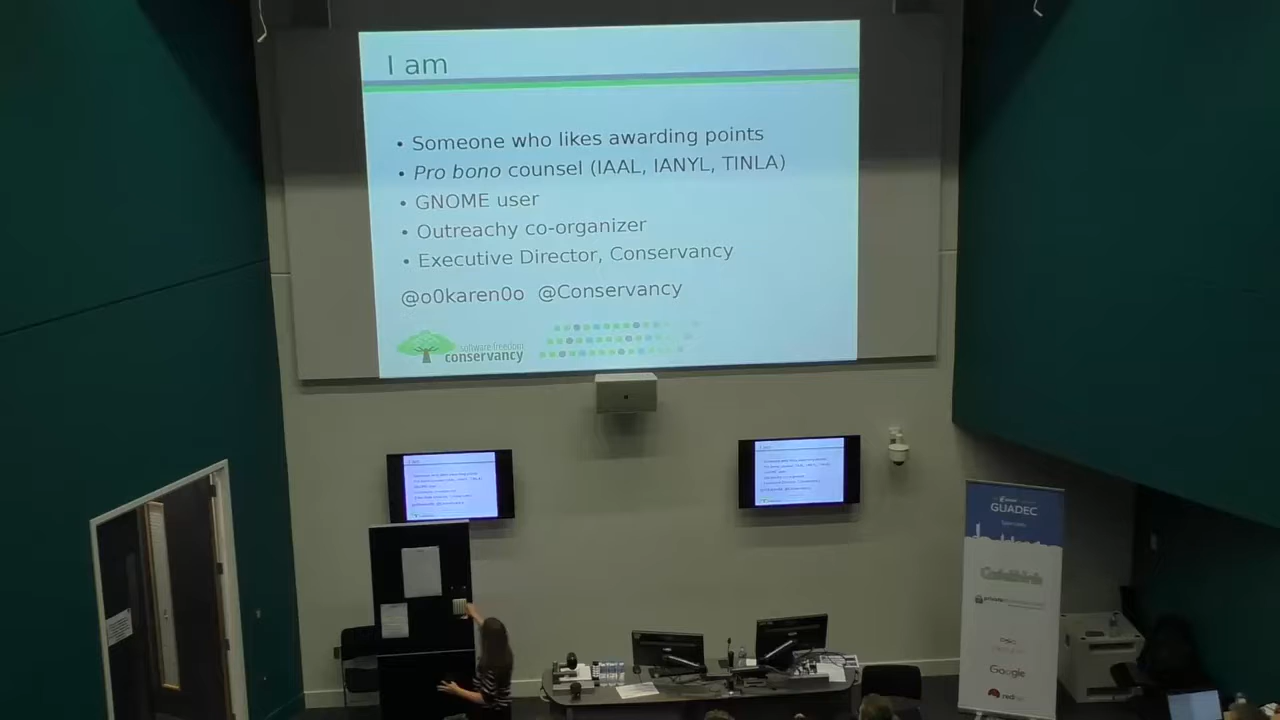 I am
• Someone who likes awarding points
• Pro bono counsel (IAAL, IANYL, TINLA)
• GNOME user
• Outreachy co-organizer
• Executive Director, Conservancy
@o0karen0o @Conservancy
software freedom
conservancy
GUADEC
Google